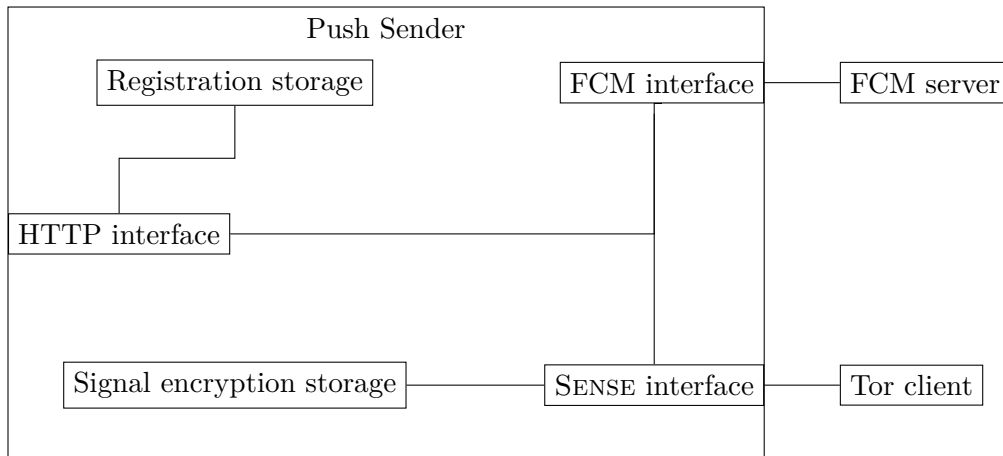 Push Sender
Registration storage
FCM interface
FCM server
HTTP interface
Signal encryption storage
SENSE interface
Tor client